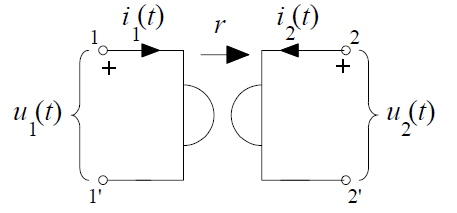 i1(t) r i2(t)
1 2
+ +
u1(t) u2(t)
1' 2'